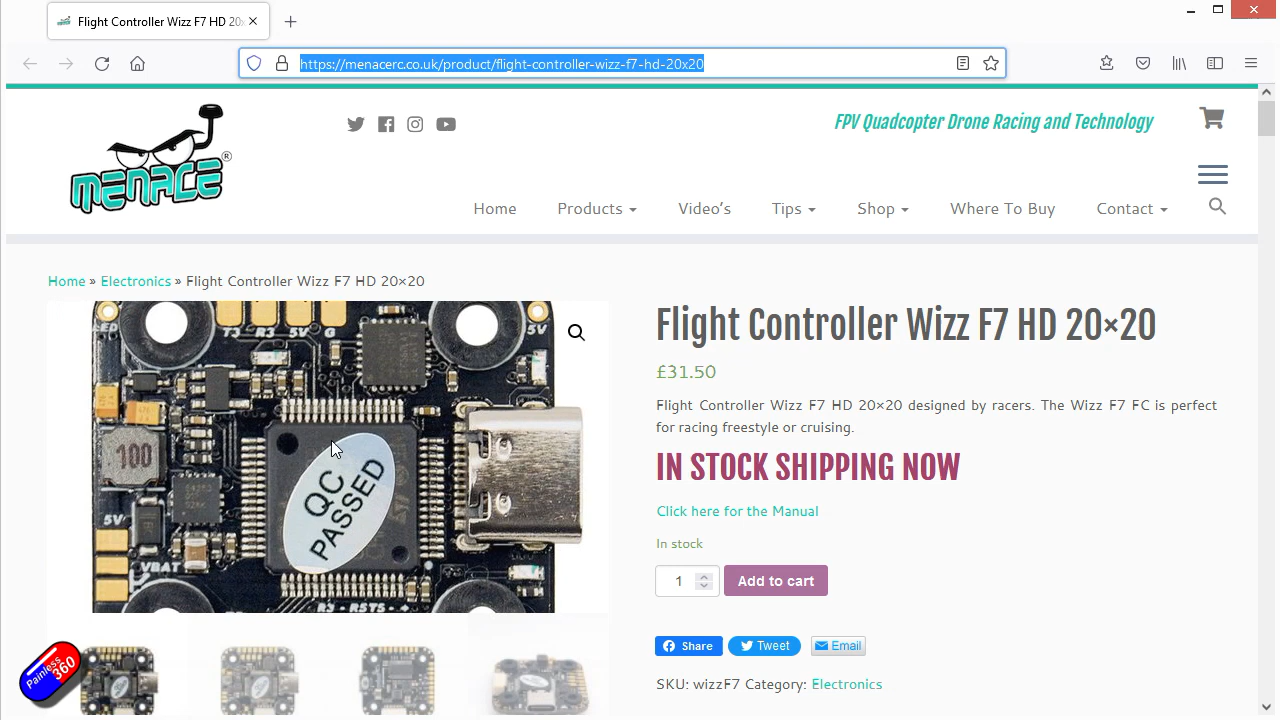 Flight Controller Wizz F7 HD 20
https://menacerc.co.uk/product/flight-controller-wizz-f7-hd-20x20
MENACE®
FPV Quadcopter Drone Racing and Technology
Home
Products
Video's
Tips
Shop
Where To Buy
Contact
Home » Electronics » Flight Controller Wizz F7 HD 20×20
LED
T3 R3 5V G
5V
100
QC
PASSED
5V
VBAT
R3 - R5T5 - +
Flight Controller Wizz F7 HD 20×20
£31.50
Flight Controller Wizz F7 HD 20×20 designed by racers. The Wizz F7 FC is perfect
for racing freestyle or cruising.
IN STOCK SHIPPING NOW
Click here for the Manual
In stock
1
Add to cart
Share
Tweet
Email
SKU: wizzF7 Category: Electronics
Painless
360